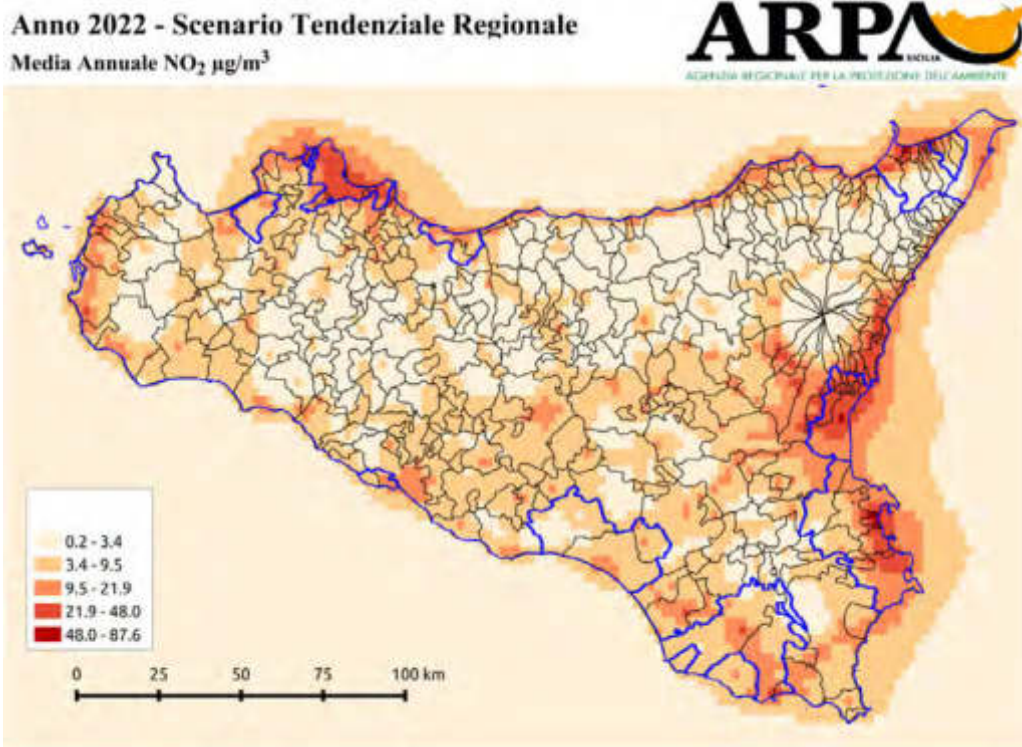 Anno 2022 - Scenario Tendenziale Regionale
Media Annuale NO₂ µg/m³
ARPA
SICILIA
AGENZIA REGIONALE PER LA PROTEZIONE DELL'AMBIENTE
0.2 - 3.4
3.4 - 9.5
9.5 - 21.9
21.9 - 48.0
48.0 - 87.6
0 25 50 75 100 km